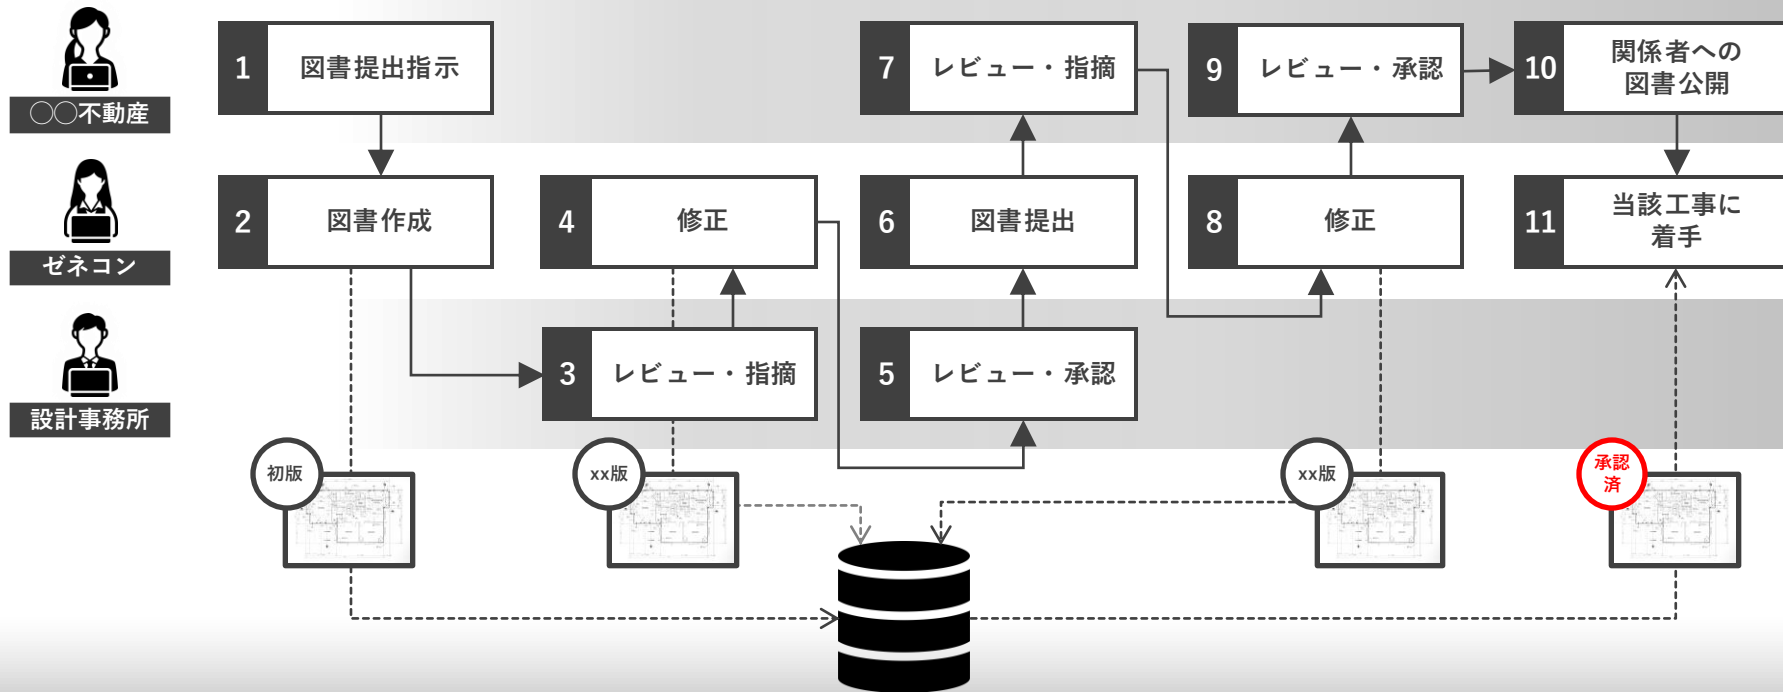 1
図書提出指示
7
レビュー・指摘
9
レビュー・承認
10
関係者への
図書公開
◯◯不動産
2
図書作成
4
修正
6
図書提出
8
修正
11
当該工事に
着手
ゼネコン
3
レビュー・指摘
5
レビュー・承認
設計事務所
初版
xx版
xx版
承認
済